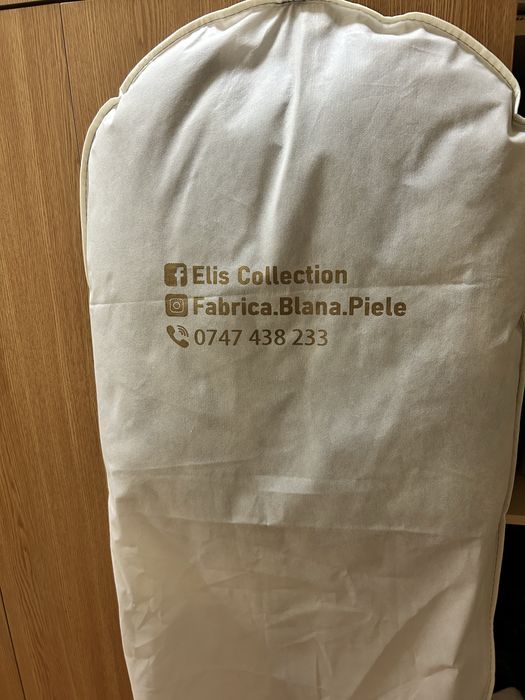 Elis Collection
Fabrica.Blana.Piele
0747 438 233